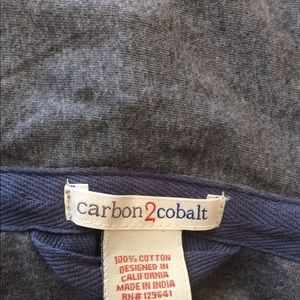 carbon2cobalt
100% COTTON
DESIGNED IN
CALIFORNIA
MADE IN INDIA
RN# 129641